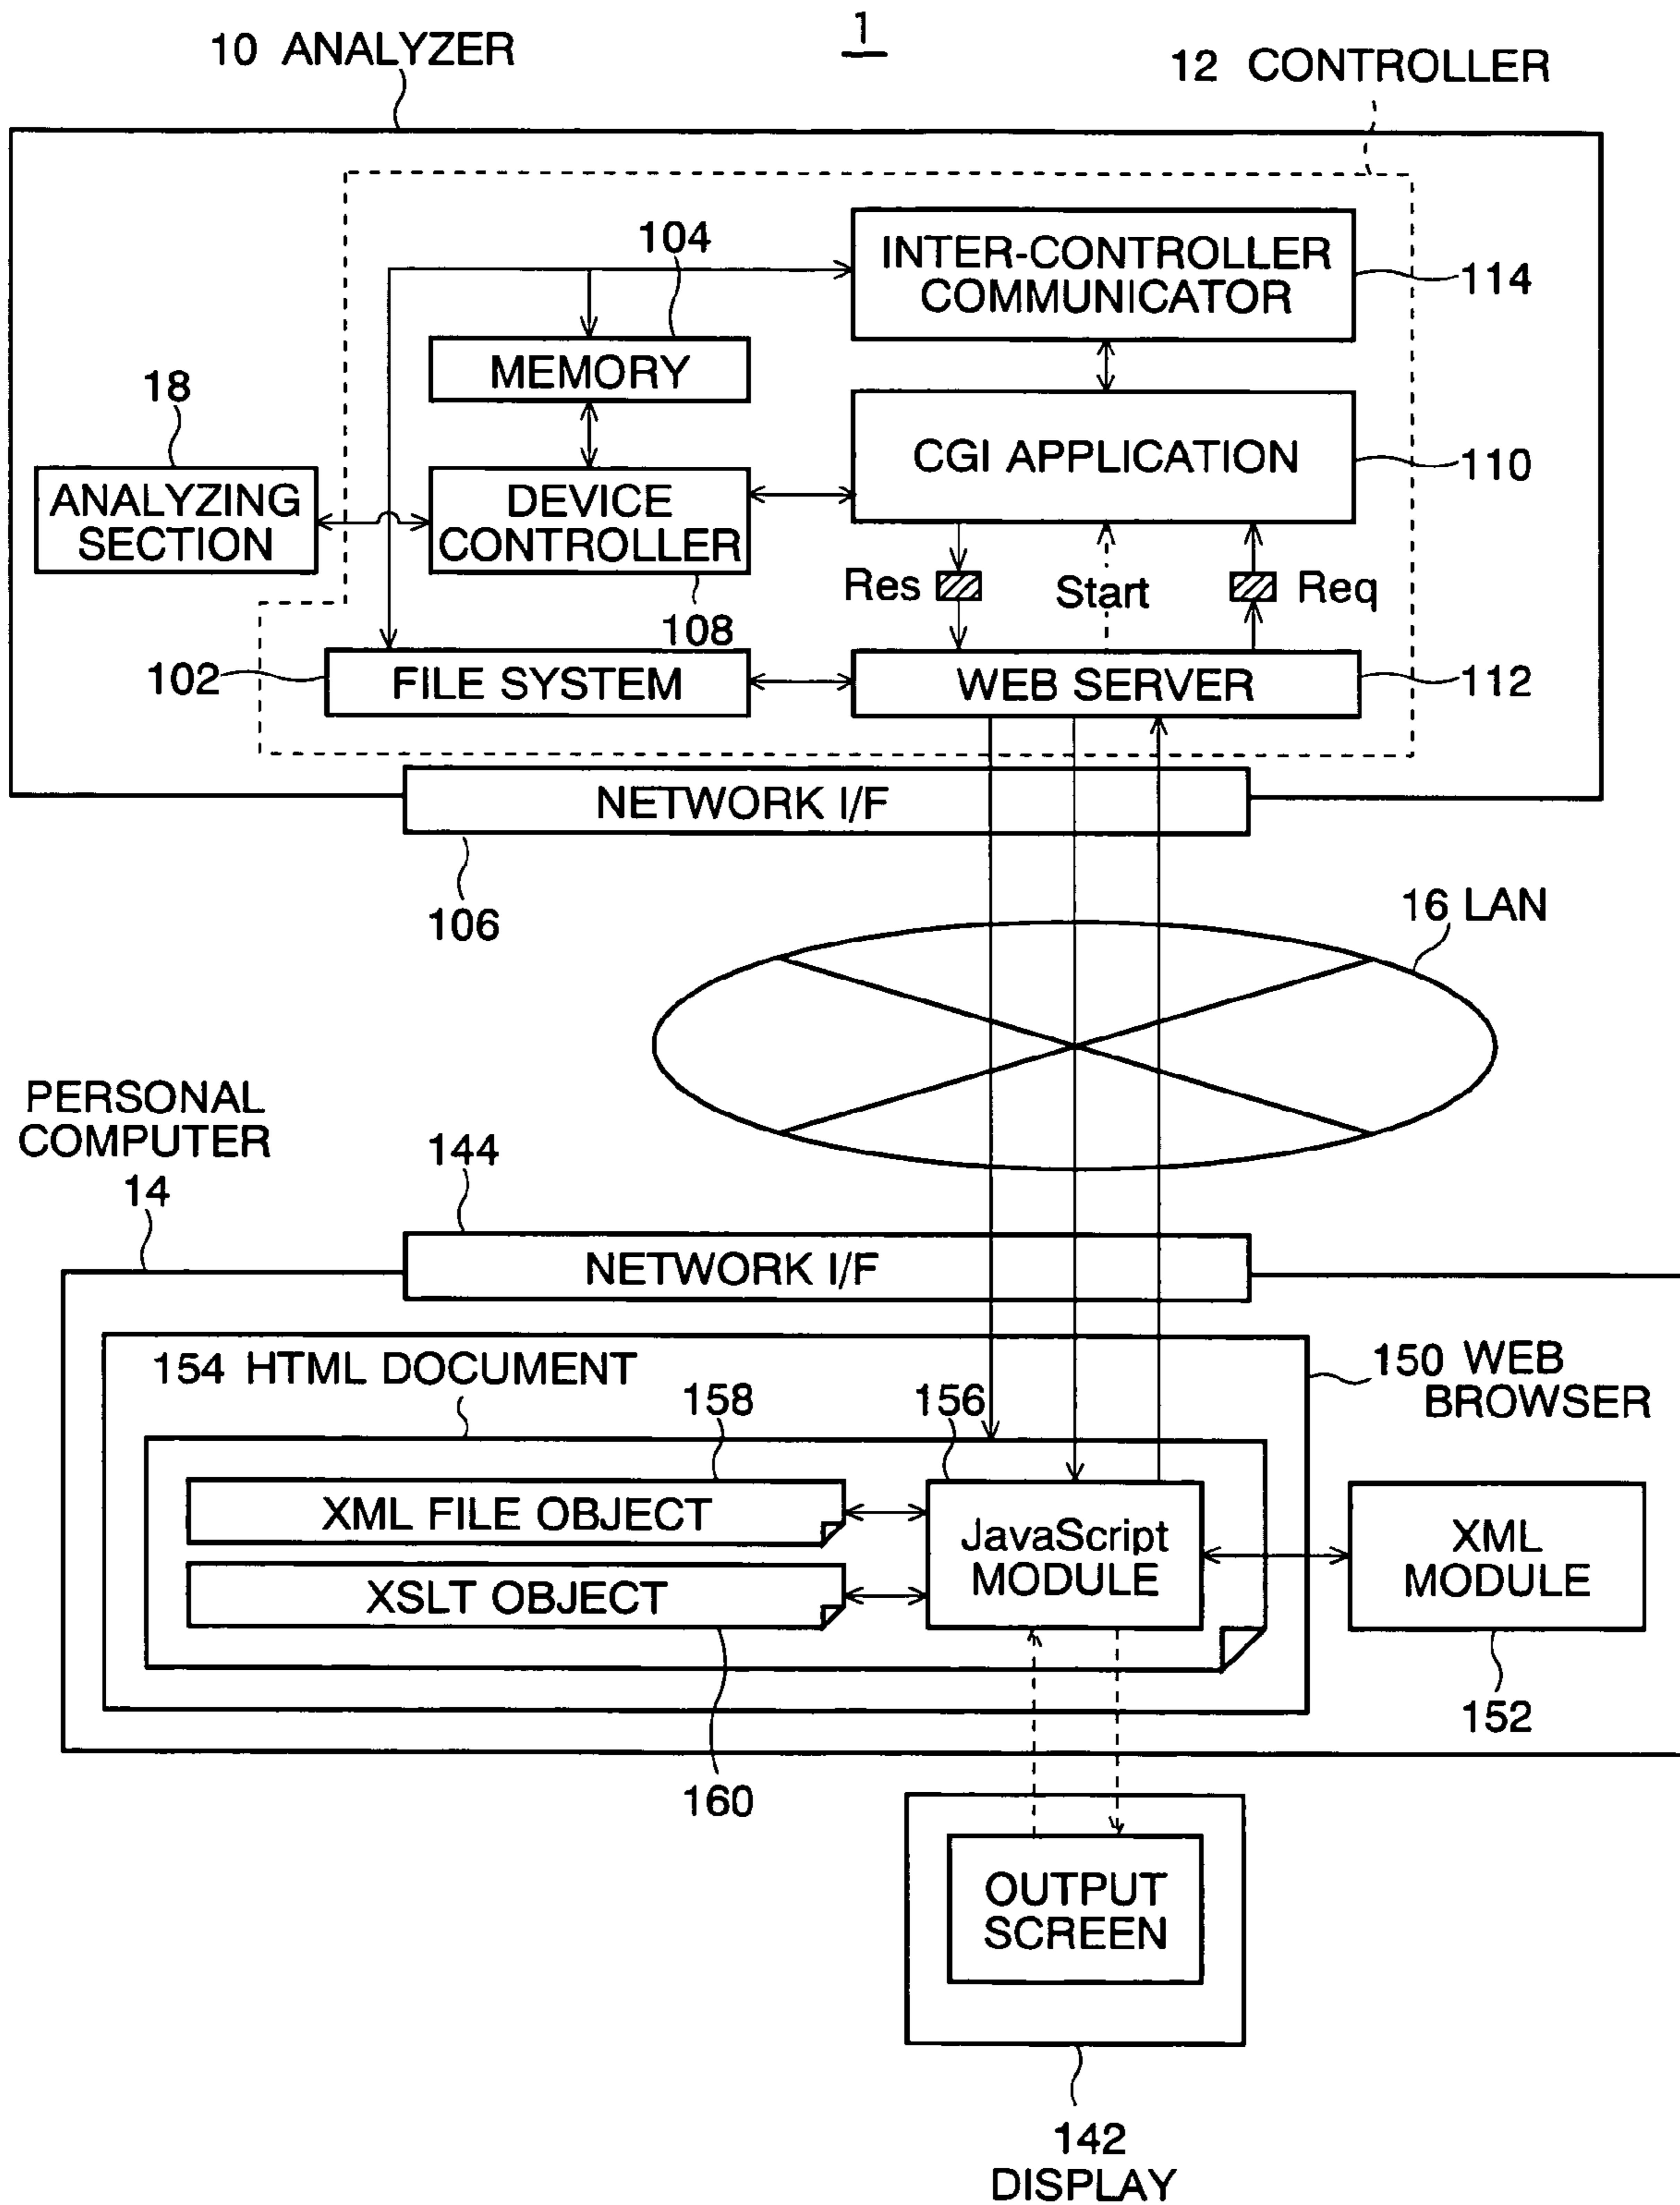 1
10 ANALYZER
12 CONTROLLER
104
INTER-CONTROLLER
COMMUNICATOR
114
MEMORY
18
CGI APPLICATION
110
ANALYZING
SECTION
DEVICE
CONTROLLER
Res
Start
Req
108
102
FILE SYSTEM
WEB SERVER
112
NETWORK I/F
106
16 LAN
PERSONAL
COMPUTER
14
144
NETWORK I/F
154 HTML DOCUMENT
150 WEB
BROWSER
158
156
XML FILE OBJECT
JavaScript
MODULE
XML
MODULE
XSLT OBJECT
152
160
OUTPUT
SCREEN
142
DISPLAY